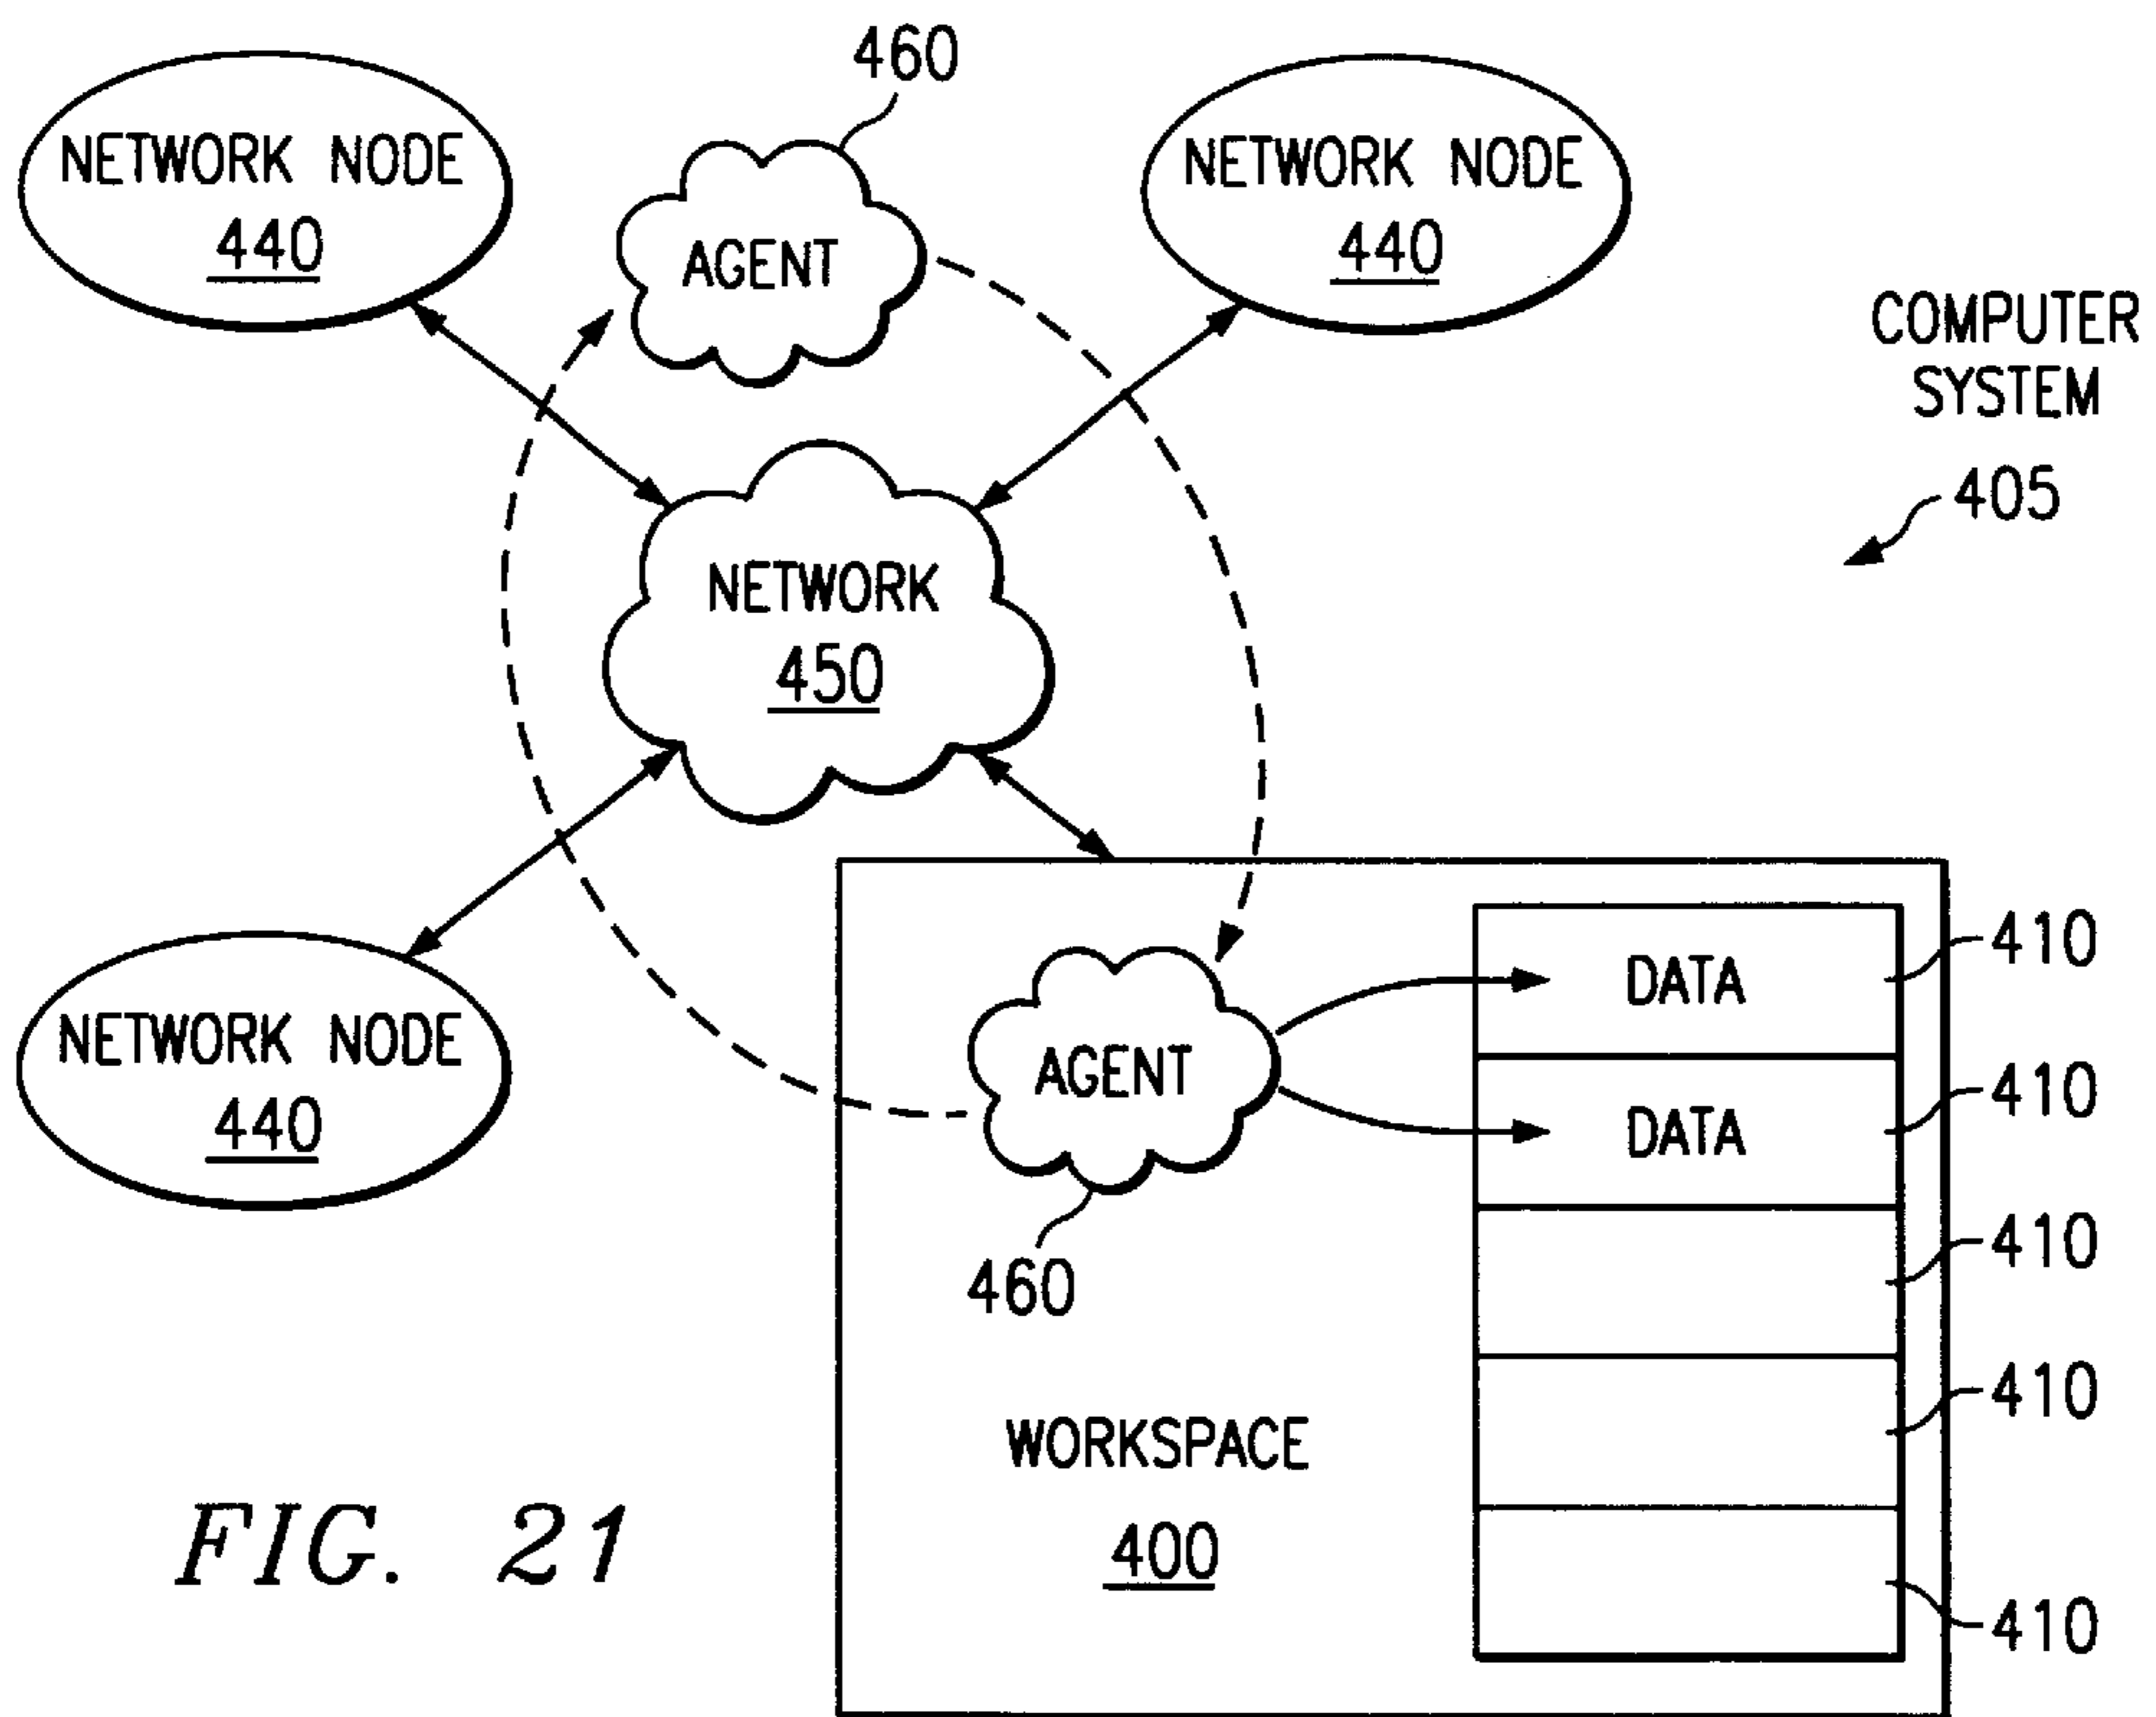 460
NETWORK NODE
440
AGENT
NETWORK NODE
440
COMPUTER
SYSTEM
405
NETWORK
450
NETWORK NODE
440
AGENT
460
DATA
410
DATA
410
410
410
410
WORKSPACE
400
FIG. 21